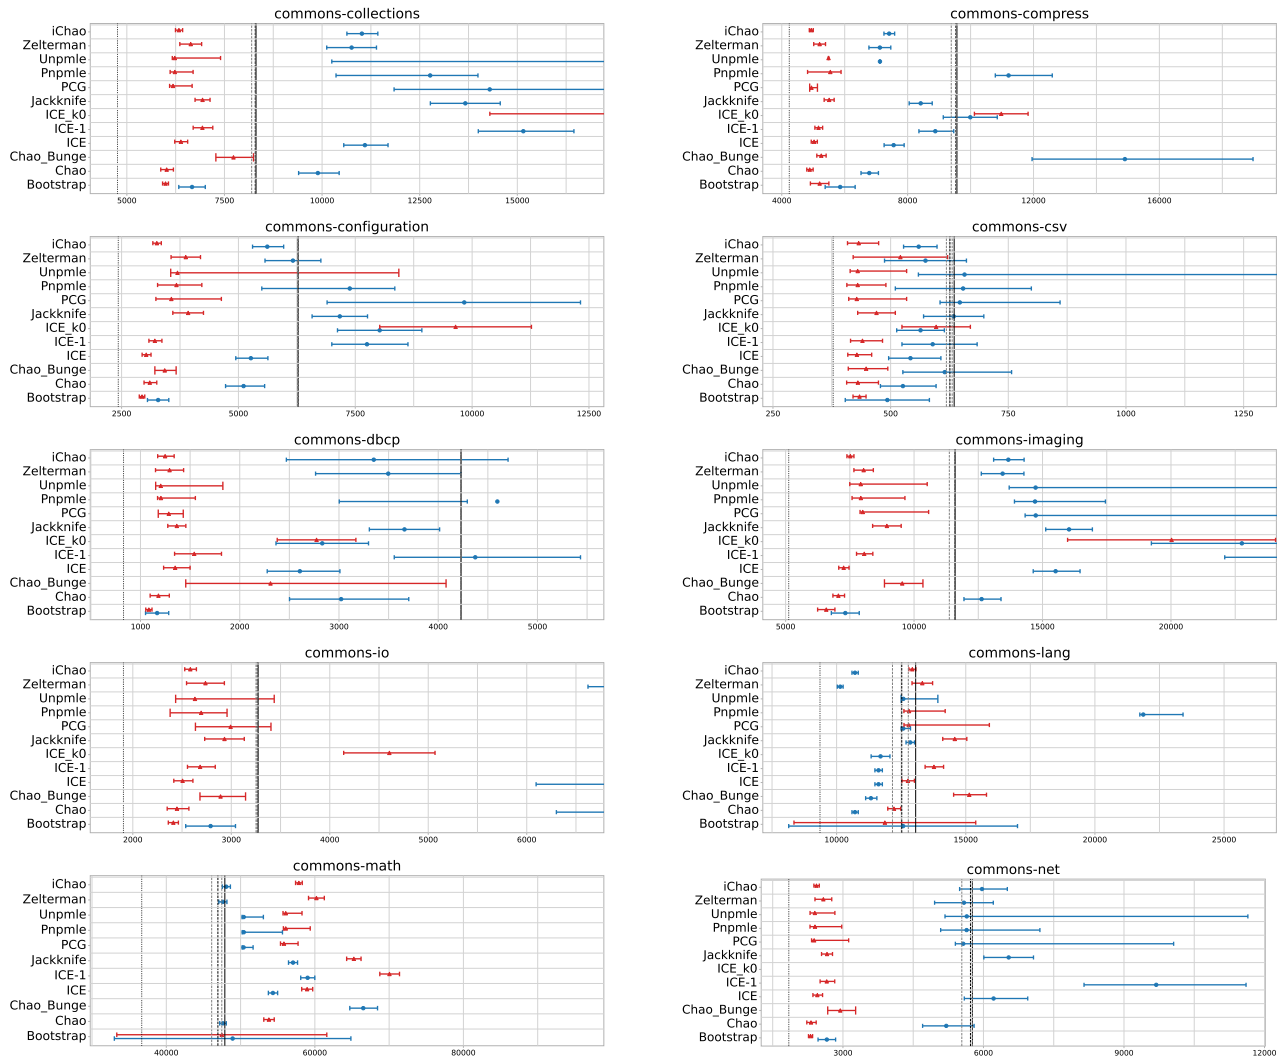 commons-collections
iChao
Zelterman
Unpmle
Pnpmle
PCG
Jackknife
ICE_k0
ICE-1
ICE
Chao_Bunge
Chao
Bootstrap
5000 7500 10000 12500 15000
commons-compress
iChao
Zelterman
Unpmle
Pnpmle
PCG
Jackknife
ICE_k0
ICE-1
ICE
Chao_Bunge
Chao
Bootstrap
4000 8000 12000 16000
commons-configuration
iChao
Zelterman
Unpmle
Pnpmle
PCG
Jackknife
ICE_k0
ICE-1
ICE
Chao_Bunge
Chao
Bootstrap
2500 5000 7500 10000 12500
commons-csv
iChao
Zelterman
Unpmle
Pnpmle
PCG
Jackknife
ICE_k0
ICE-1
ICE
Chao_Bunge
Chao
Bootstrap
250 500 750 1000 1250
commons-dbcp
iChao
Zelterman
Unpmle
Pnpmle
PCG
Jackknife
ICE_k0
ICE-1
ICE
Chao_Bunge
Chao
Bootstrap
1000 2000 3000 4000 5000
commons-imaging
iChao
Zelterman
Unpmle
Pnpmle
PCG
Jackknife
ICE_k0
ICE-1
ICE
Chao_Bunge
Chao
Bootstrap
5000 10000 15000 20000
commons-io
iChao
Zelterman
Unpmle
Pnpmle
PCG
Jackknife
ICE_k0
ICE-1
ICE
Chao_Bunge
Chao
Bootstrap
2000 3000 4000 5000 6000
commons-lang
iChao
Zelterman
Unpmle
Pnpmle
PCG
Jackknife
ICE_k0
ICE-1
ICE
Chao_Bunge
Chao
Bootstrap
10000 15000 20000 25000
commons-math
iChao
Zelterman
Unpmle
Pnpmle
PCG
Jackknife
ICE-1
ICE
Chao_Bunge
Chao
Bootstrap
40000 60000 80000
commons-net
iChao
Zelterman
Unpmle
Pnpmle
PCG
Jackknife
ICE_k0
ICE-1
ICE
Chao_Bunge
Chao
Bootstrap
3000 6000 9000 12000